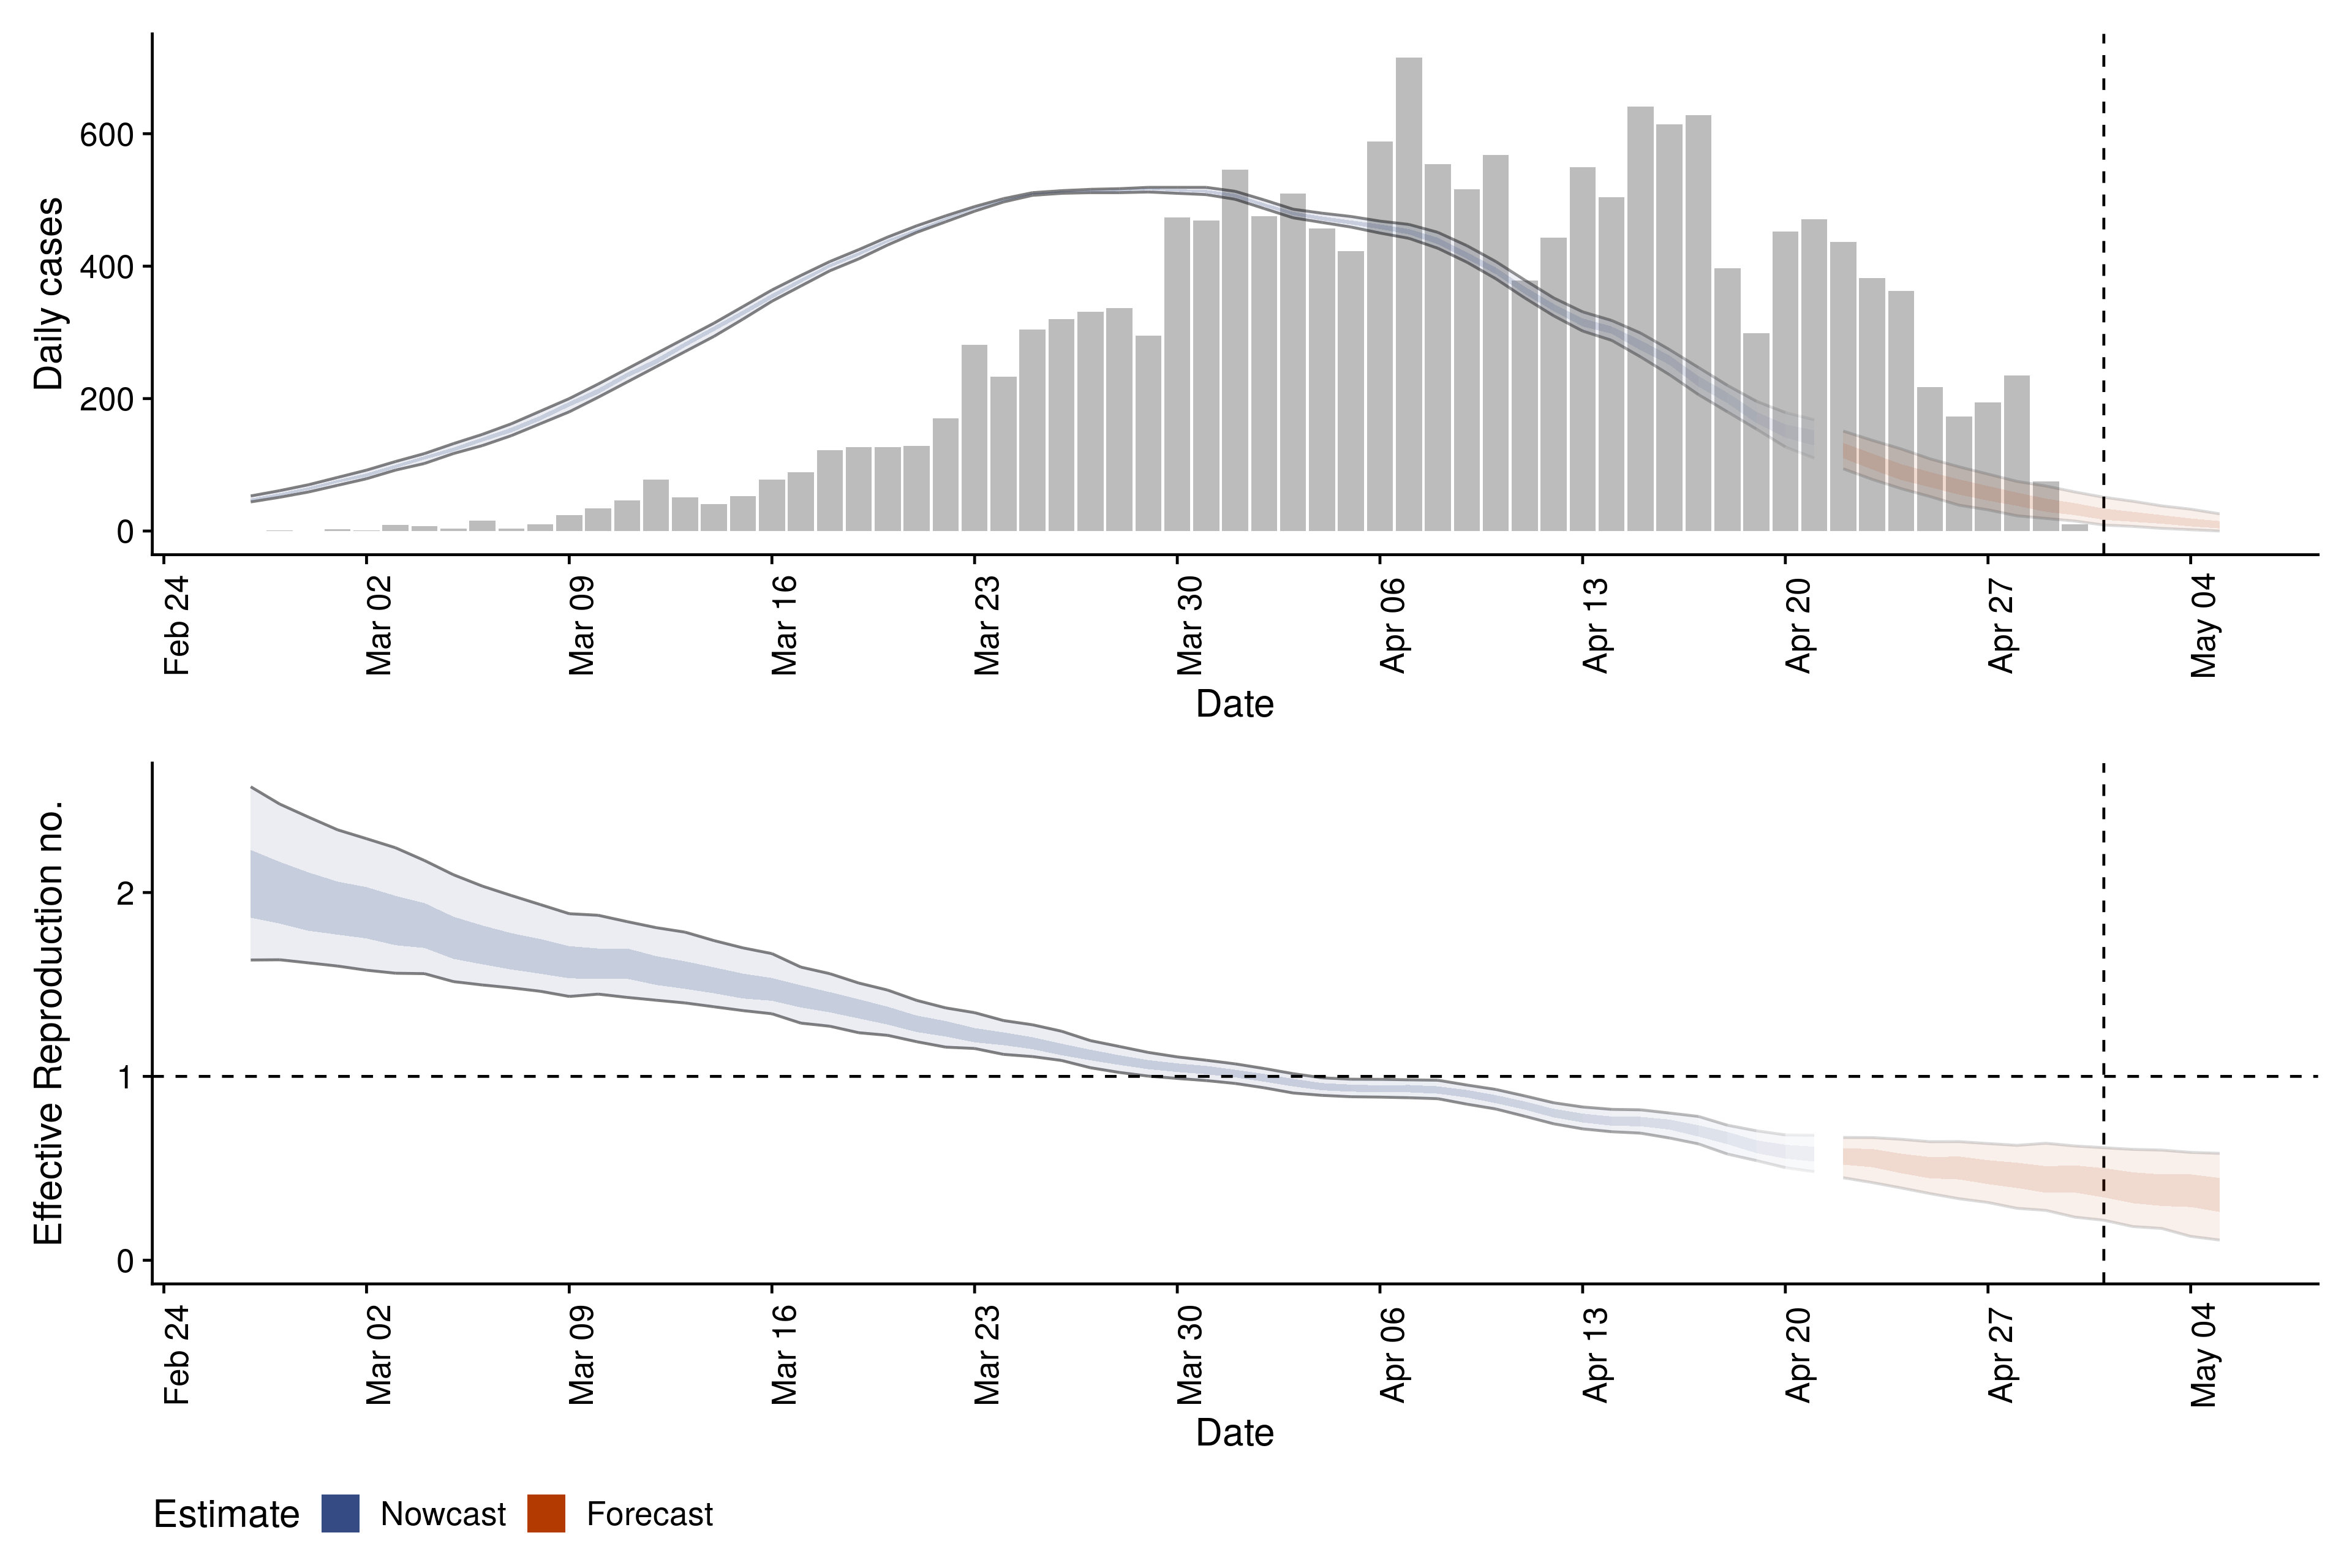 Daily cases
600
400
200
0
Feb 24
Mar 02
Mar 09
Mar 16
Mar 23
Mar 30
Apr 06
Apr 13
Apr 20
Apr 27
May 04
Date
Effective Reproduction no.
2
1
0
Feb 24
Mar 02
Mar 09
Mar 16
Mar 23
Mar 30
Apr 06
Apr 13
Apr 20
Apr 27
May 04
Date
Estimate Nowcast Forecast